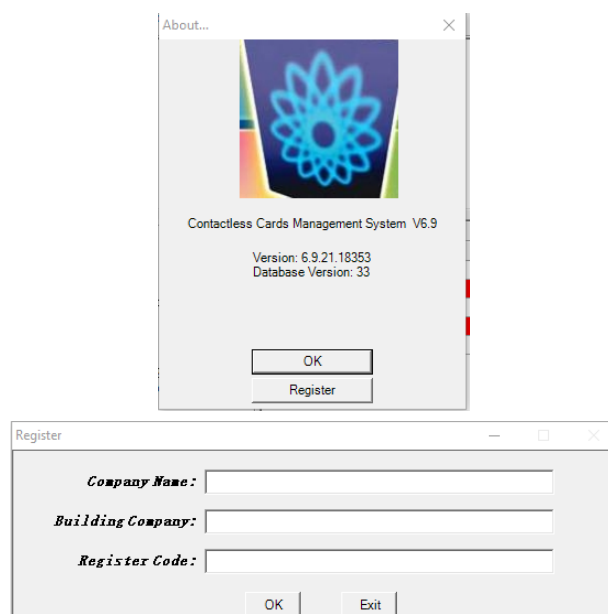 About...
Contactless Cards Management System V6.9
Version: 6.9.21.18353
Database Version: 33
OK
Register
Register
Company Name:
Building Company:
Register Code:
OK Exit